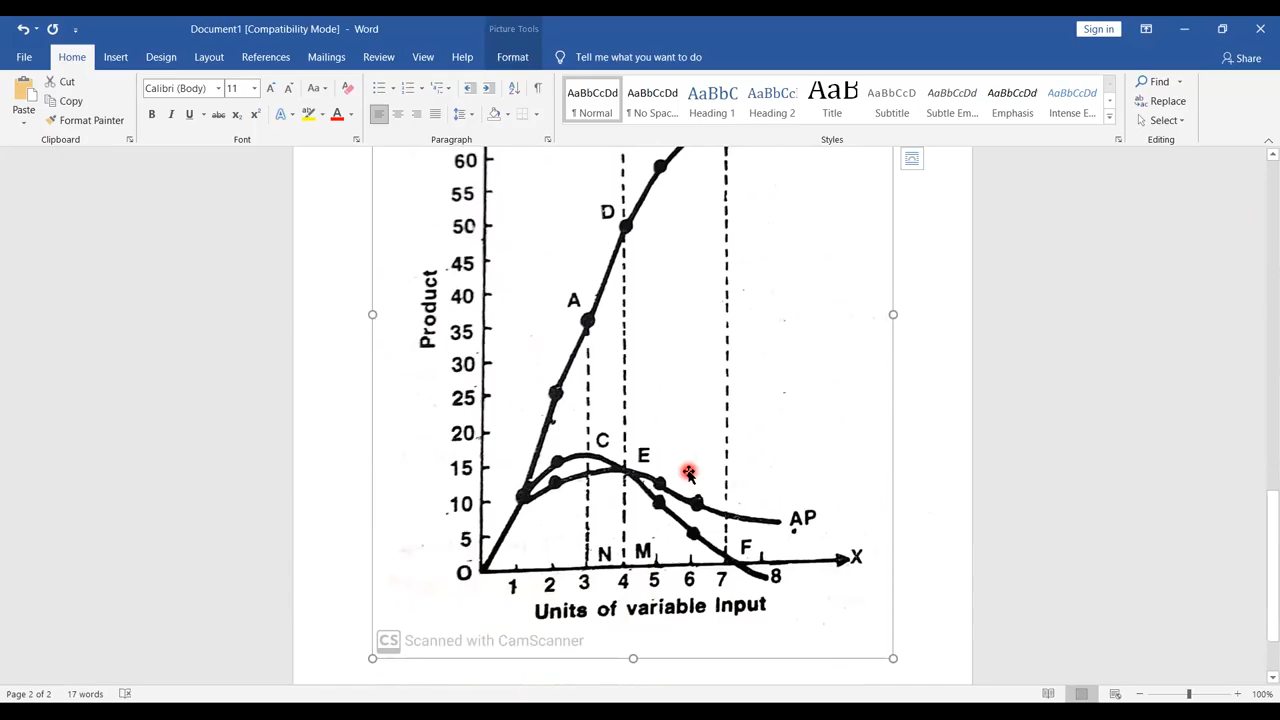 Document1 [Compatibility Mode] - Word
Picture Tools
Sign in
File Home Insert Design Layout References Mailings Review View Help Format Tell me what you want to do Share
Paste
Cut
Copy
Format Painter
Clipboard
Calibri (Body) 11
Aa
B I U abc x₂ x² A A
Font
Paragraph
AaBbCcDd ¶ Normal
AaBbCcDd ¶ No Spac...
AaBbC Heading 1
AaBbCc Heading 2
AaB Title
AaBbCcD Subtitle
AaBbCcDd Subtle Em...
AaBbCcDd Emphasis
AaBbCcDd Intense E...
Styles
Find
Replace
Select
Editing
60
55
D
50
45
40
A
35
30
25
20
15
10
5
O
Product
C
E
AP
N M F X
1 2 3 4 5 6 7 8
Units of variable Input
CS Scanned with CamScanner
Page 2 of 2 17 words 100%